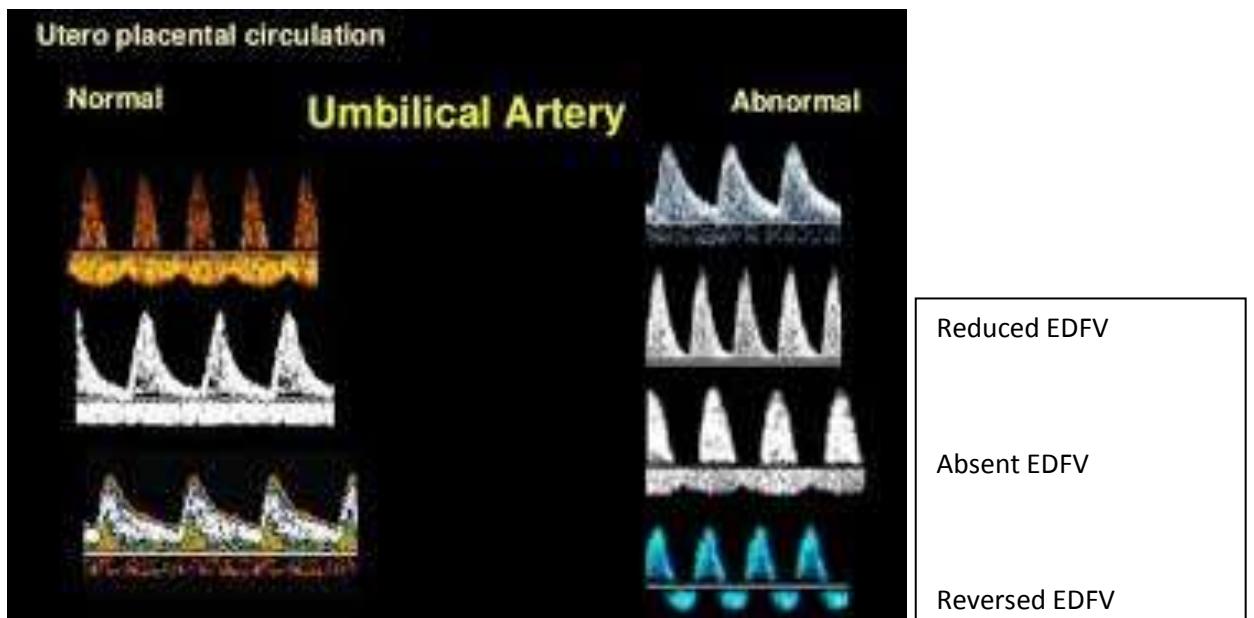 Utero placental circulation
Normal
Umbilical Artery
Abnormal
Reduced EDFV
Absent EDFV
Reversed EDFV